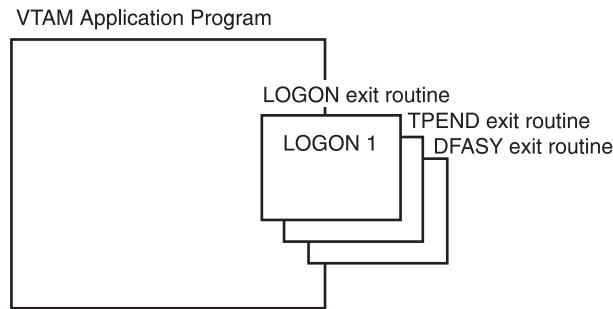 VTAM Application Program
LOGON exit routine
TPEND exit routine
LOGON 1
DFASY exit routine